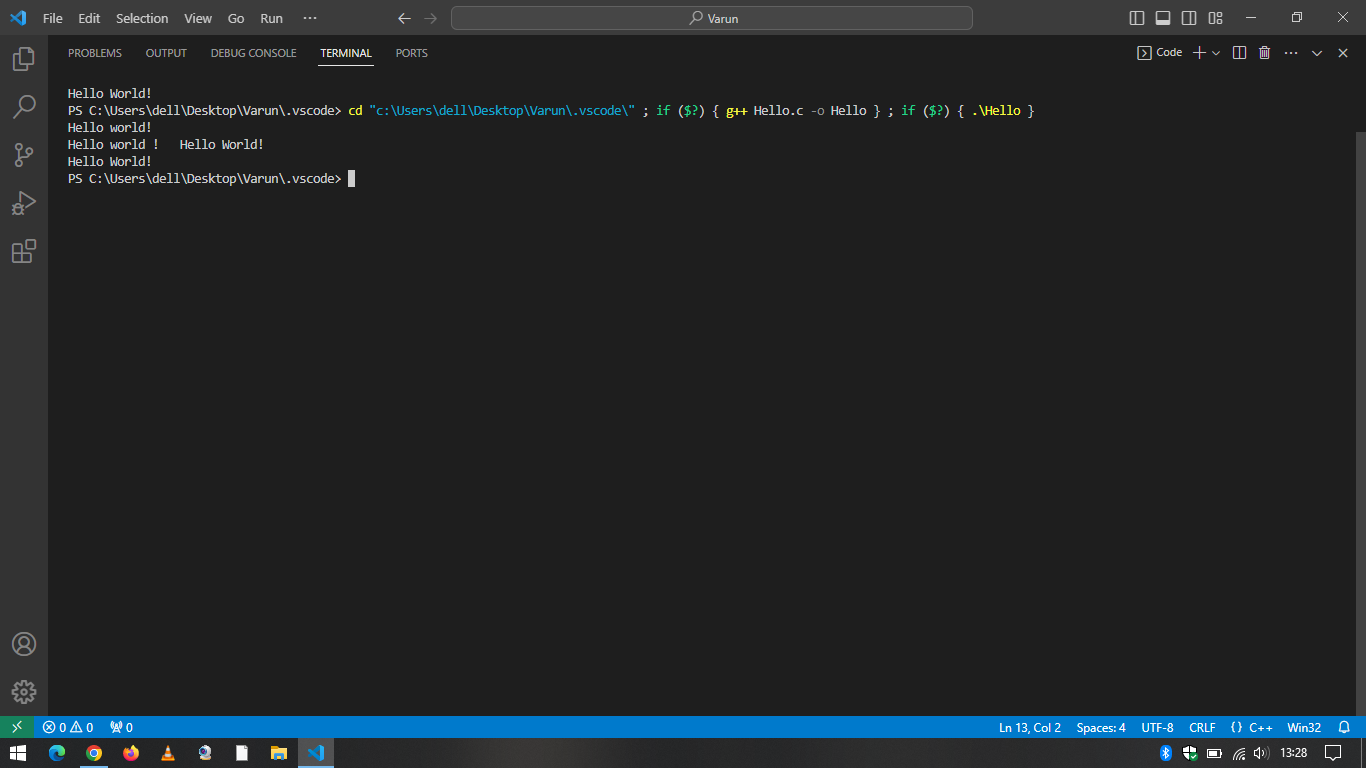 File Edit Selection View Go Run ··· Varun
PROBLEMS OUTPUT DEBUG CONSOLE TERMINAL PORTS Code
Hello World!
PS C:\Users\dell\Desktop\Varun\.vscode> cd "c:\Users\dell\Desktop\Varun\.vscode\" ; if ($?) { g++ Hello.c -o Hello } ; if ($?) { .\Hello }
Hello world!
Hello world !   Hello World!
Hello World!
PS C:\Users\dell\Desktop\Varun\.vscode>
0 0 0 Ln 13, Col 2 Spaces: 4 UTF-8 CRLF {} C++ Win32
13:28